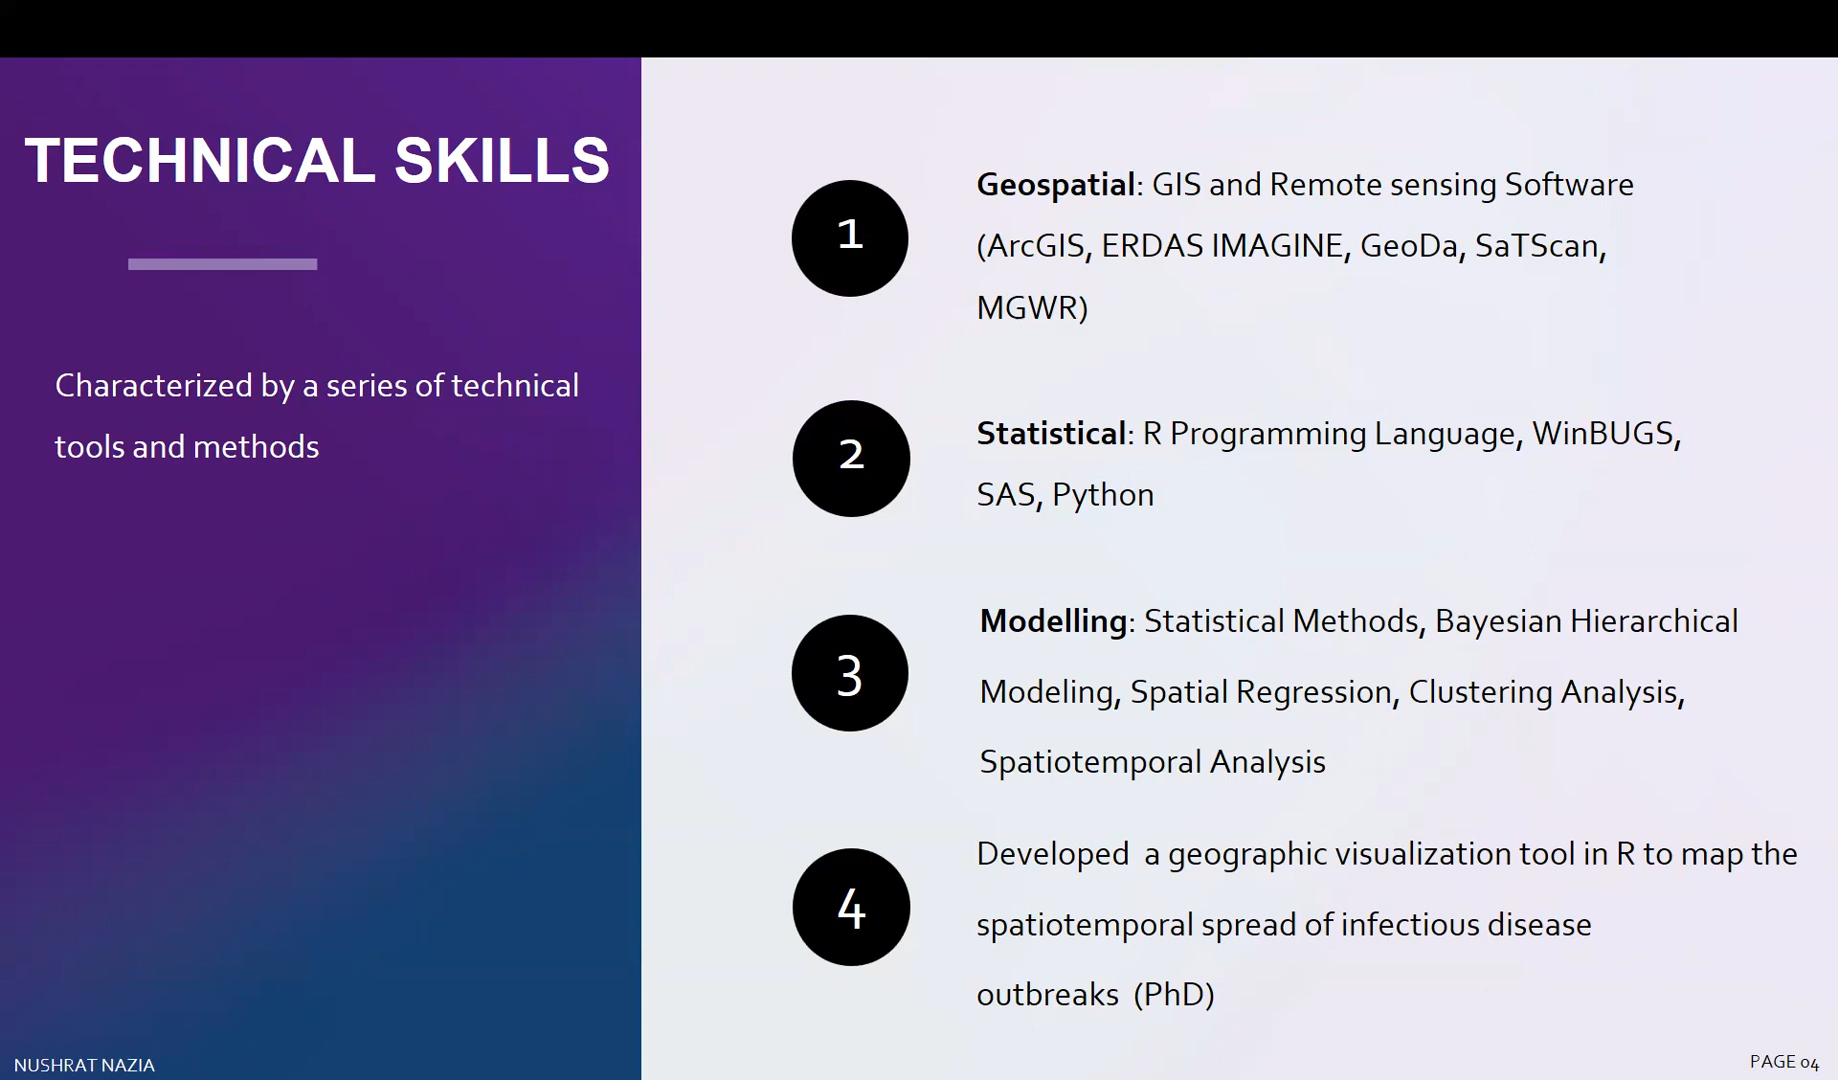 TECHNICAL SKILLS
Characterized by a series of technical
tools and methods
1
Geospatial: GIS and Remote sensing Software
(ArcGIS, ERDAS IMAGINE, GeoDa, SaTScan,
MGWR)
2
Statistical: R Programming Language, WinBUGS,
SAS, Python
3
Modelling: Statistical Methods, Bayesian Hierarchical
Modeling, Spatial Regression, Clustering Analysis,
Spatiotemporal Analysis
4
Developed a geographic visualization tool in R to map the
spatiotemporal spread of infectious disease
outbreaks (PhD)
NUSHRAT NAZIA
PAGE 04